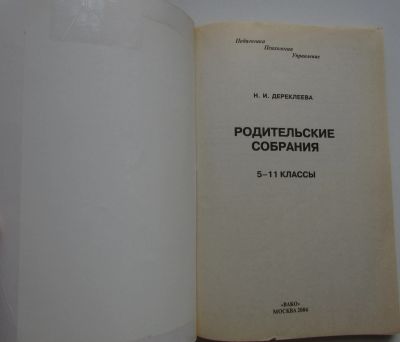 Педагогика
Психология
Управление
Н. И. ДЕРЕКЛЕЕВА
РОДИТЕЛЬСКИЕ
СОБРАНИЯ
5–11 КЛАССЫ
«ВАКО»
МОСКВА 2004